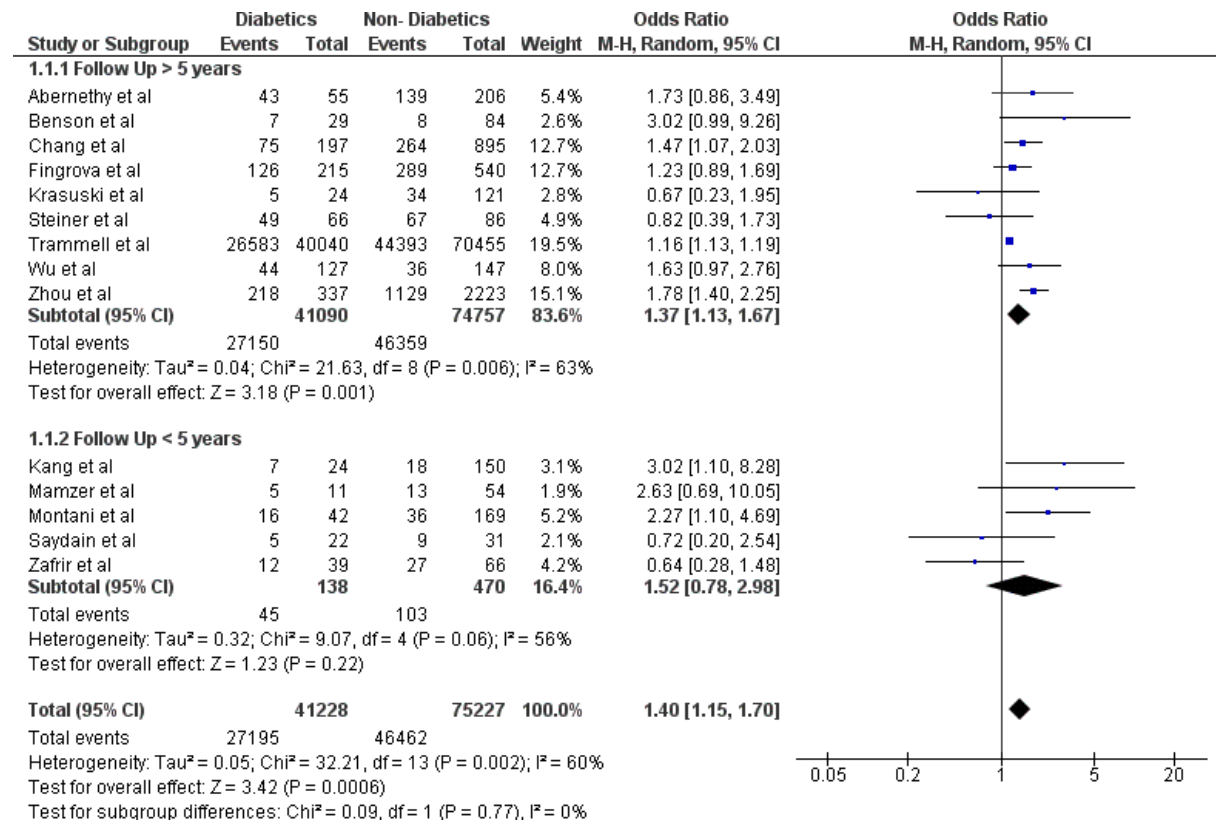 Diabetics Non- Diabetics Odds Ratio Odds Ratio
Study or Subgroup Events Total Events Total Weight M-H, Random, 95% CI M-H, Random, 95% CI
1.1.1 Follow Up > 5 years
Abernethy et al 43 55 139 206 5.4% 1.73 [0.86, 3.49]
Benson et al 7 29 8 84 2.6% 3.02 [0.99, 9.26]
Chang et al 75 197 264 895 12.7% 1.47 [1.07, 2.03]
Fingrova et al 126 215 289 540 12.7% 1.23 [0.89, 1.69]
Krasuski et al 5 24 34 121 2.8% 0.67 [0.23, 1.95]
Steiner et al 49 66 67 86 4.9% 0.82 [0.39, 1.73]
Trammell et al 26583 40040 44393 70455 19.5% 1.16 [1.13, 1.19]
Wu et al 44 127 36 147 8.0% 1.63 [0.97, 2.76]
Zhou et al 218 337 1129 2223 15.1% 1.78 [1.40, 2.25]
Subtotal (95% CI) 41090 74757 83.6% 1.37 [1.13, 1.67]
Total events 27150 46359
Heterogeneity: Tau² = 0.04; Chi² = 21.63, df = 8 (P = 0.006); I² = 63%
Test for overall effect: Z = 3.18 (P = 0.001)
1.1.2 Follow Up < 5 years
Kang et al 7 24 18 150 3.1% 3.02 [1.10, 8.28]
Mamzer et al 5 11 13 54 1.9% 2.63 [0.69, 10.05]
Montani et al 16 42 36 169 5.2% 2.27 [1.10, 4.69]
Saydain et al 5 22 9 31 2.1% 0.72 [0.20, 2.54]
Zafrir et al 12 39 27 66 4.2% 0.64 [0.28, 1.48]
Subtotal (95% CI) 138 470 16.4% 1.52 [0.78, 2.98]
Total events 45 103
Heterogeneity: Tau² = 0.32; Chi² = 9.07, df = 4 (P = 0.06); I² = 56%
Test for overall effect: Z = 1.23 (P = 0.22)
Total (95% CI) 41228 75227 100.0% 1.40 [1.15, 1.70]
Total events 27195 46462
Heterogeneity: Tau² = 0.05; Chi² = 32.21, df = 13 (P = 0.002); I² = 60%
Test for overall effect: Z = 3.42 (P = 0.0006)
Test for subgroup differences: Chi² = 0.09, df = 1 (P = 0.77), I² = 0%
0.05 0.2 1 5 20